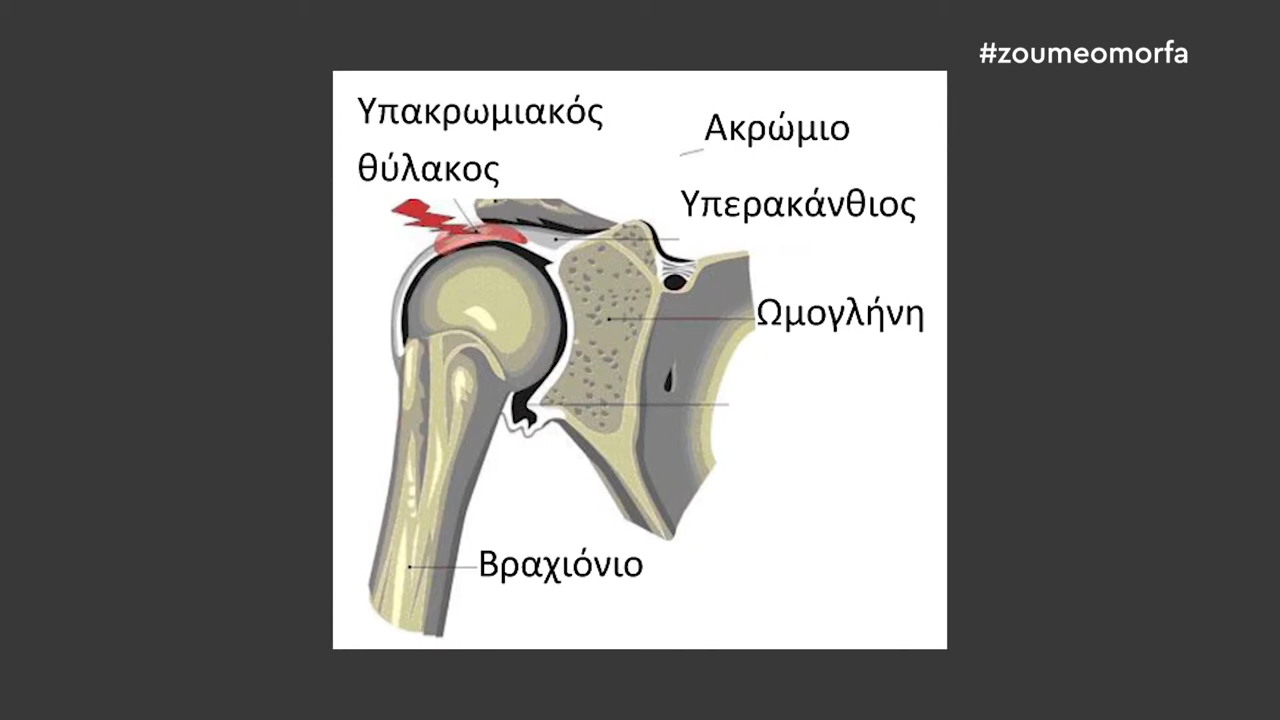 #zoumeomorfa
Υπακρωμιακός
θύλακος
Ακρώμιο
Υπερακάνθιος
Ωμογλήνη
Βραχιόνιο